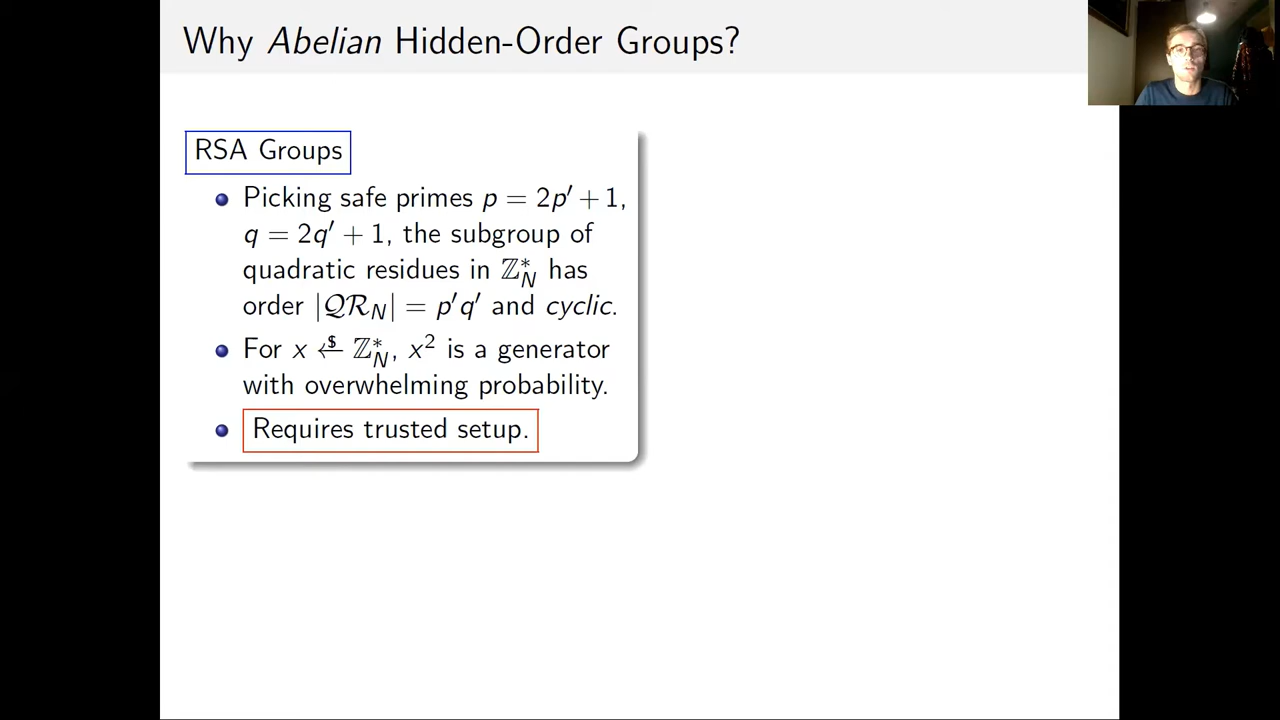 Why Abelian Hidden-Order Groups?
RSA Groups
Picking safe primes p = 2p′ + 1,
q = 2q′ + 1, the subgroup of
quadratic residues in ℤ*_N has
order |𝒬ℛ_N| = p′q′ and cyclic.
For x ←$ ℤ*_N, x² is a generator
with overwhelming probability.
Requires trusted setup.